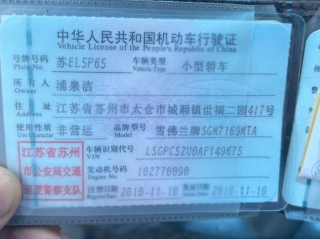 中华人民共和国机动车行驶证
Vehicle License of the People's Republic of China
号牌号码 苏EL5P65 车辆类型 小型轿车
Plate No. Vehicle Type
所有人 浦泉洁
Owner
住址 江苏省苏州市太仓市城厢镇世福二园417号
Address
使用性质 非营运 品牌型号 雪佛兰牌SGM7169MTA
Use Character Model
江苏省苏州 车辆识别代号 LSGPC52U0AF149675
VIN
市公安局交通 发动机号码 102770090
Engine No.
巡逻警察支队 注册日期 2010-11-10 发证日期 2010-11-10
Register Date Issue Date